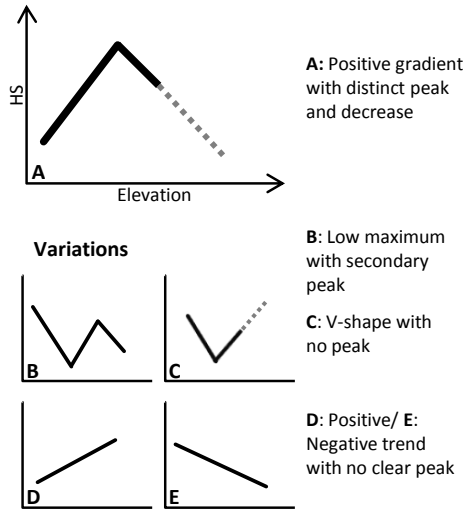 HS
A
Elevation
A: Positive gradient
with distinct peak
and decrease
Variations
B
C
B: Low maximum
with secondary
peak
C: V-shape with
no peak
D
E
D: Positive/ E:
Negative trend
with no clear peak